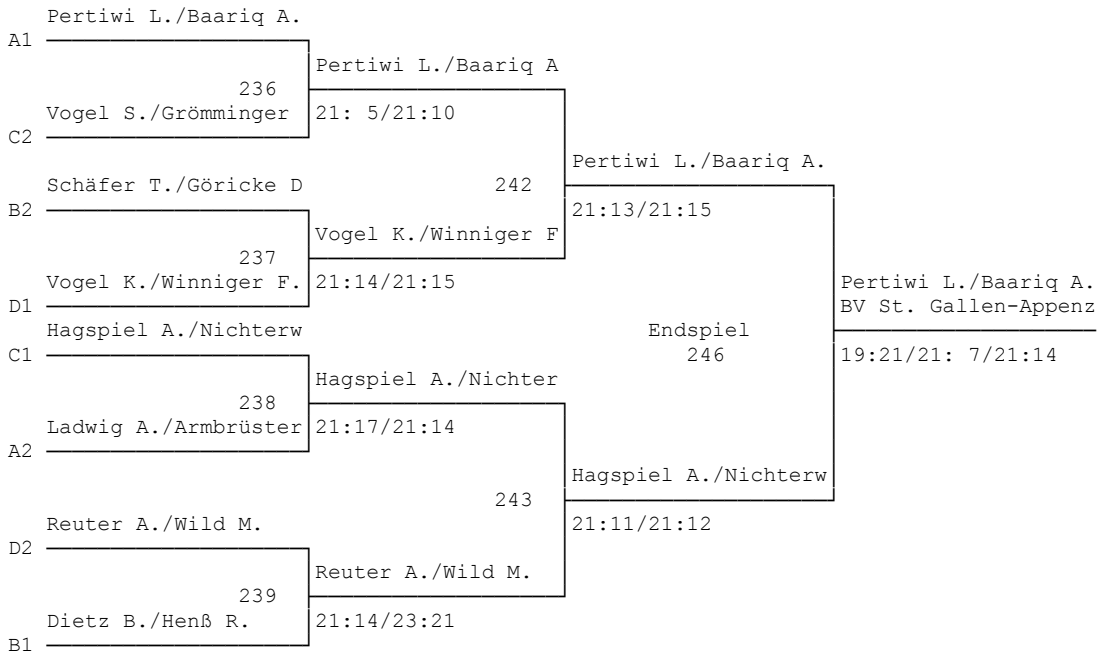 Pertiwi L./Baariq A.
A1
Pertiwi L./Baariq A
236
Vogel S./Grömminger
21: 5/21:10
C2
Pertiwi L./Baariq A.
Schäfer T./Göricke D
242
B2
21:13/21:15
Vogel K./Winniger F
237
Vogel K./Winniger F.
21:14/21:15
Pertiwi L./Baariq A.
D1
BV St. Gallen-Appenz
Hagspiel A./Nichterw
Endspiel
C1
246
19:21/21: 7/21:14
Hagspiel A./Nichter
238
Ladwig A./Armbrüster
21:17/21:14
A2
Hagspiel A./Nichterw
243
Reuter A./Wild M.
21:11/21:12
D2
Reuter A./Wild M.
239
Dietz B./Henß R.
21:14/23:21
B1